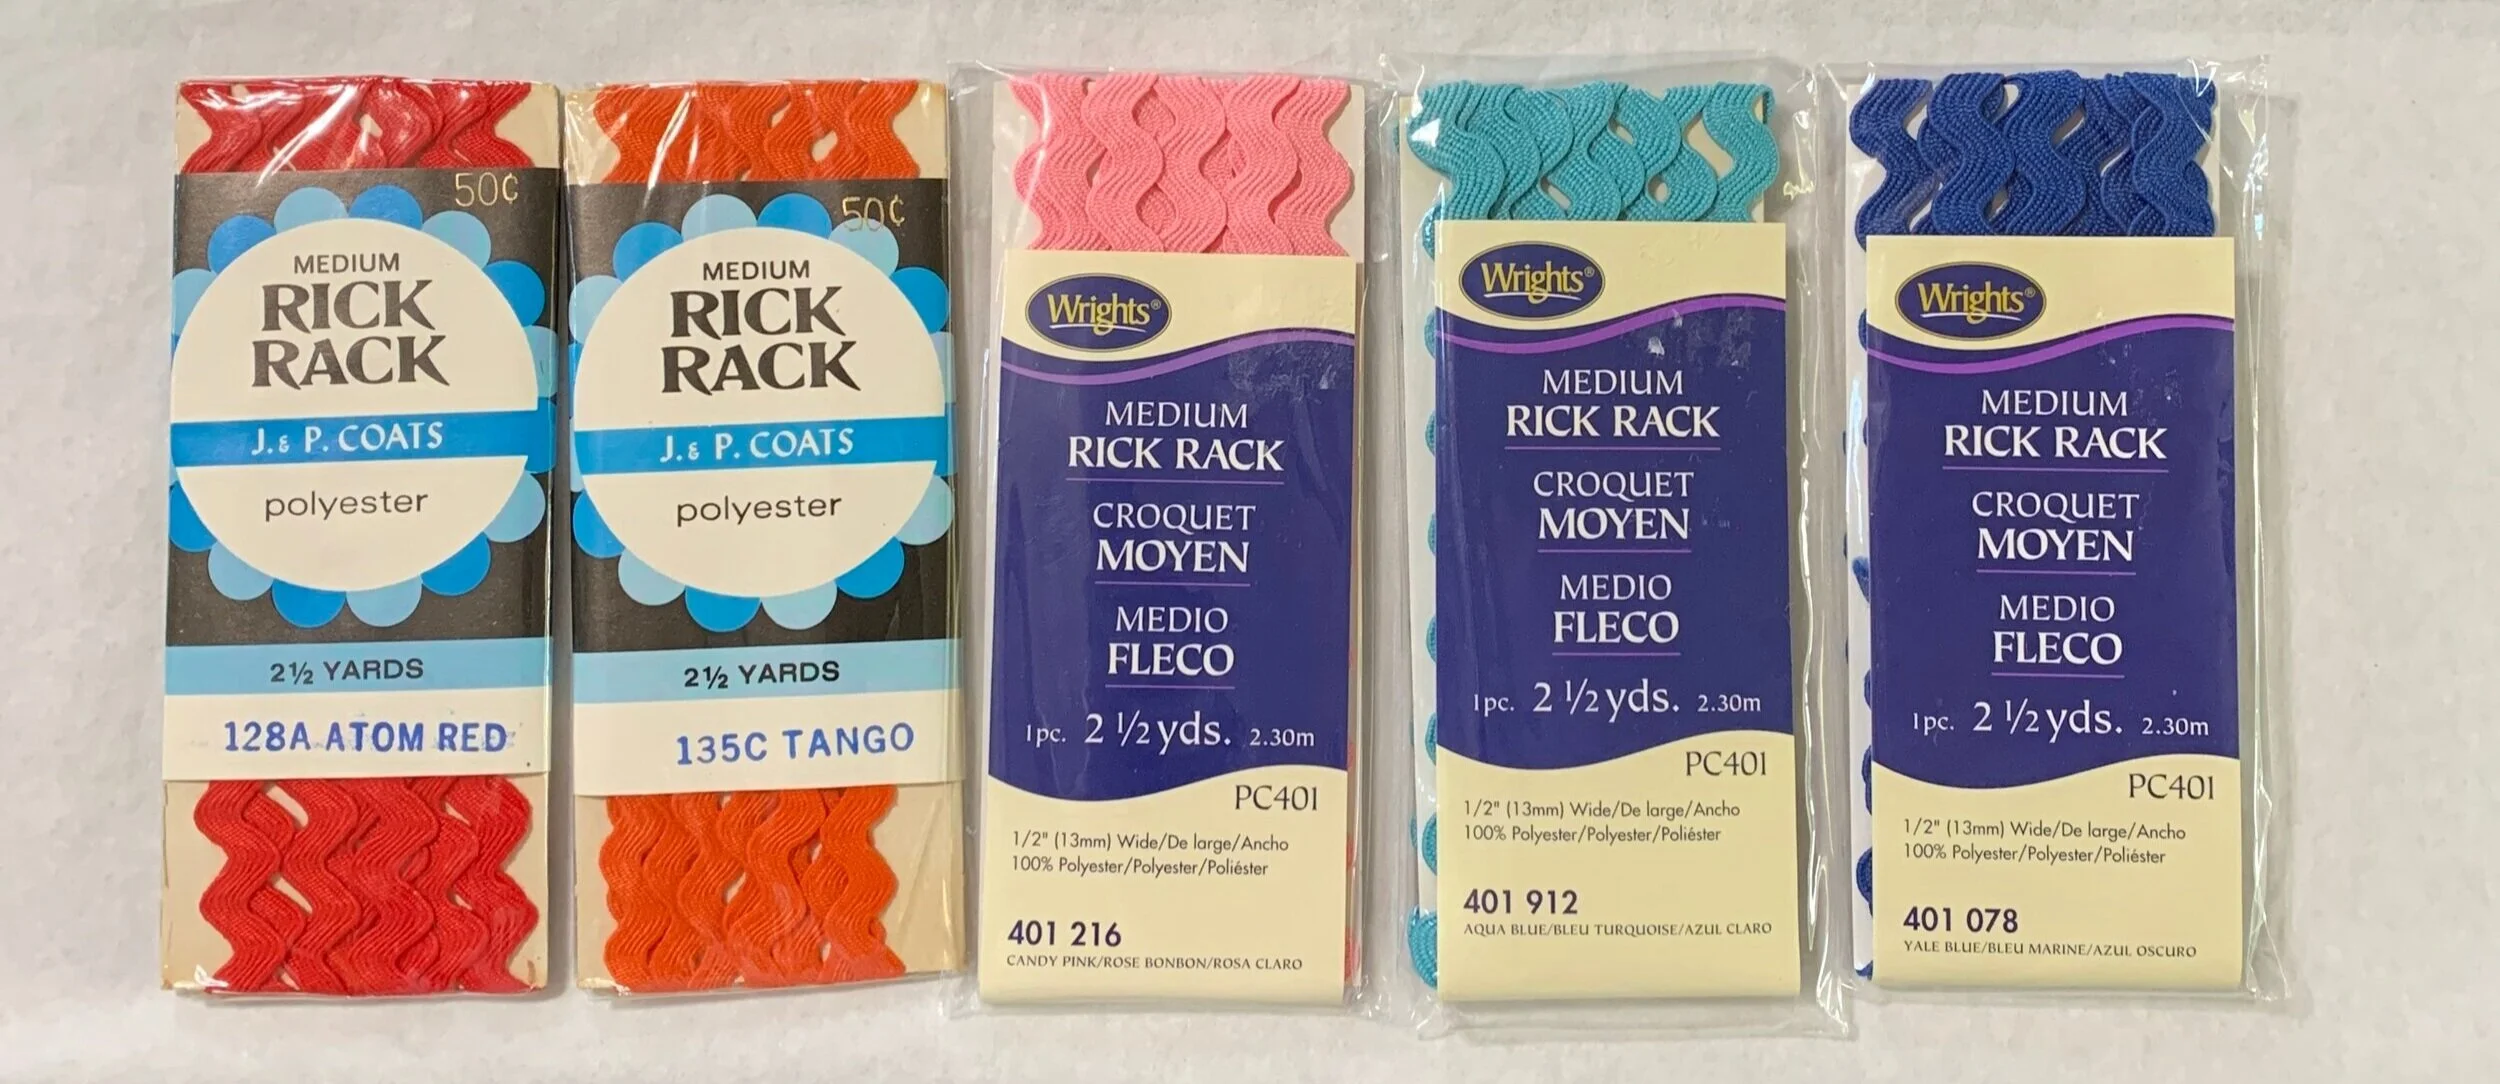 50¢
MEDIUM
RICK
RACK
J. & P. COATS
polyester
2½ YARDS
128A ATOM RED
50¢
MEDIUM
RICK
RACK
J. & P. COATS
polyester
2½ YARDS
135C TANGO
Wrights®
MEDIUM
RICK RACK
CROQUET
MOYEN
MEDIO
FLECO
1pc. 2 1/2 yds. 2.30m
PC401
1/2" (13mm) Wide/De large/Ancho
100% Polyester/Polyester/Poliéster
401 216
CANDY PINK/ROSE BONBON/ROSA CLARO
Wrights®
MEDIUM
RICK RACK
CROQUET
MOYEN
MEDIO
FLECO
1pc. 2 1/2 yds. 2.30m
PC401
1/2" (13mm) Wide/De large/Ancho
100% Polyester/Polyester/Poliéster
401 912
AQUA BLUE/BLEU TURQUOISE/AZUL CLARO
Wrights®
MEDIUM
RICK RACK
CROQUET
MOYEN
MEDIO
FLECO
1pc. 2 1/2 yds. 2.30m
PC401
1/2" (13mm) Wide/De large/Ancho
100% Polyester/Polyester/Poliéster
401 078
YALE BLUE/BLEU MARINE/AZUL OSCURO